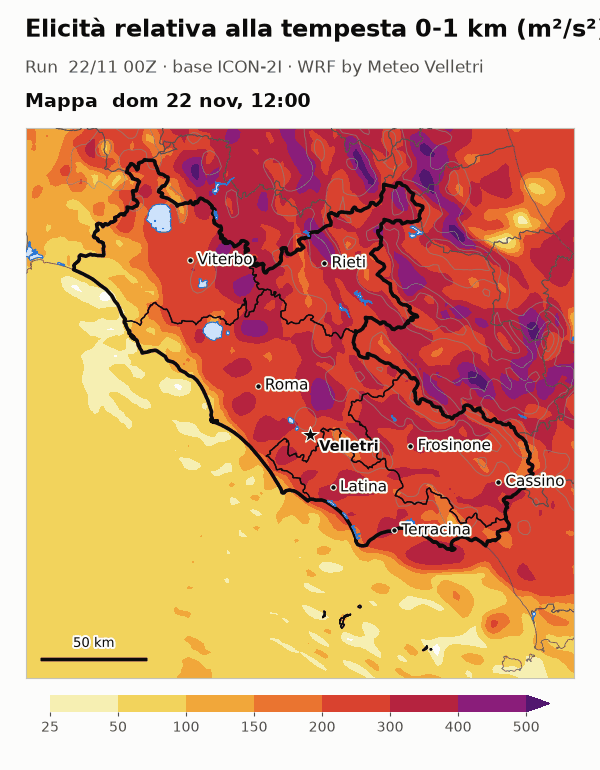 Elicità relativa alla tempesta 0-1 km (m²/s²)
Run  22/11 00Z · base ICON-2I · WRF by Meteo Velletri
Mappa  dom 22 nov, 12:00
Viterbo
Rieti
Roma
Velletri
Frosinone
Cassino
Latina
Terracina
50 km
25 50 100 150 200 300 400 500